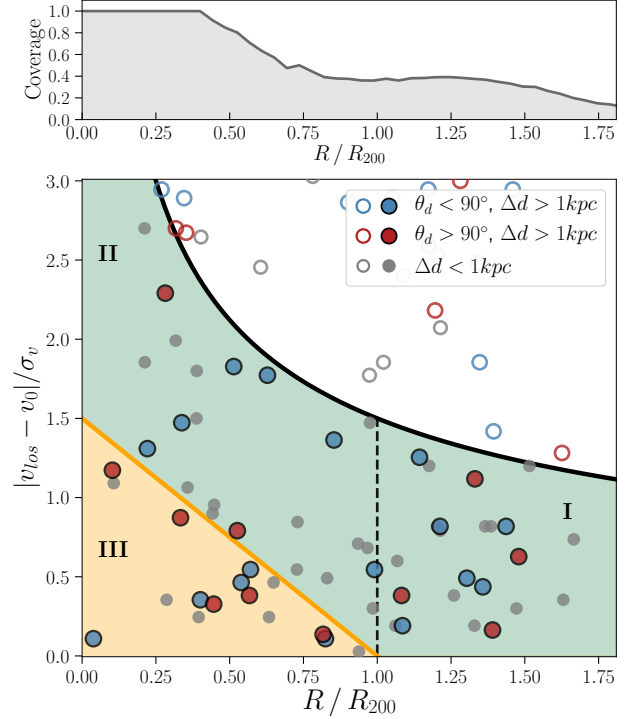 1.0
0.8
0.6
0.4
0.2
0.0
Coverage
0.00 0.25 0.50 0.75 1.00 1.25 1.50 1.75
R / R200
3.0
2.5
2.0
1.5
1.0
0.5
0.0
|vlos − v0|/σv
II
θd < 90°, Δd > 1kpc
θd > 90°, Δd > 1kpc
Δd < 1kpc
I
III
0.00 0.25 0.50 0.75 1.00 1.25 1.50 1.75
R / R200